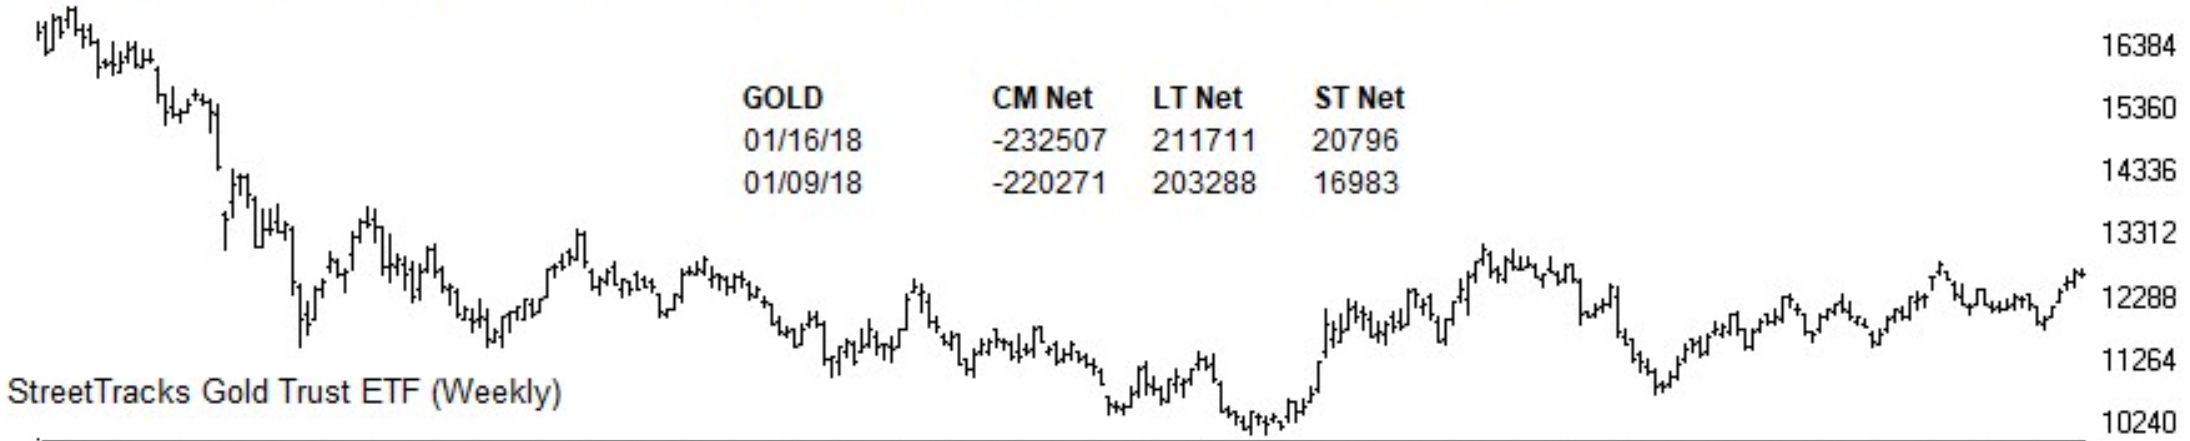 16384
GOLD CM Net LT Net ST Net
15360
01/16/18 -232507 211711 20796
14336
01/09/18 -220271 203288 16983
13312
12288
11264
StreetTracks Gold Trust ETF (Weekly)
10240